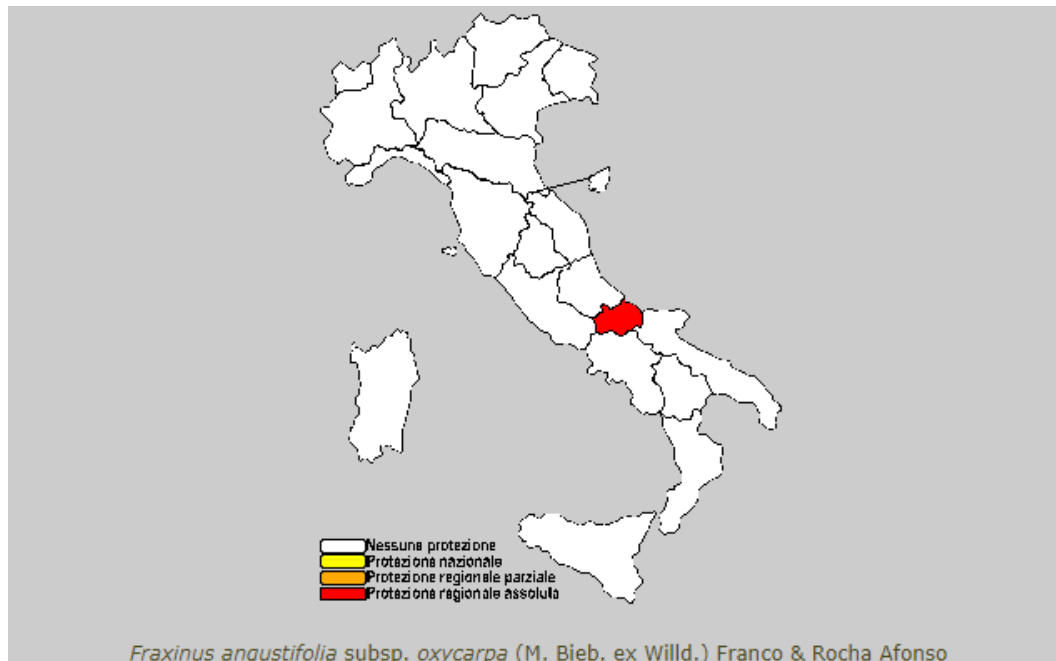 Nessune protezione
Protezione nazionale
Protezione regionale parziale
Protezione regionale assoluta
Fraxinus angustifolia subsp. oxycarpa (M. Bieb. ex Willd.) Franco & Rocha Afonso